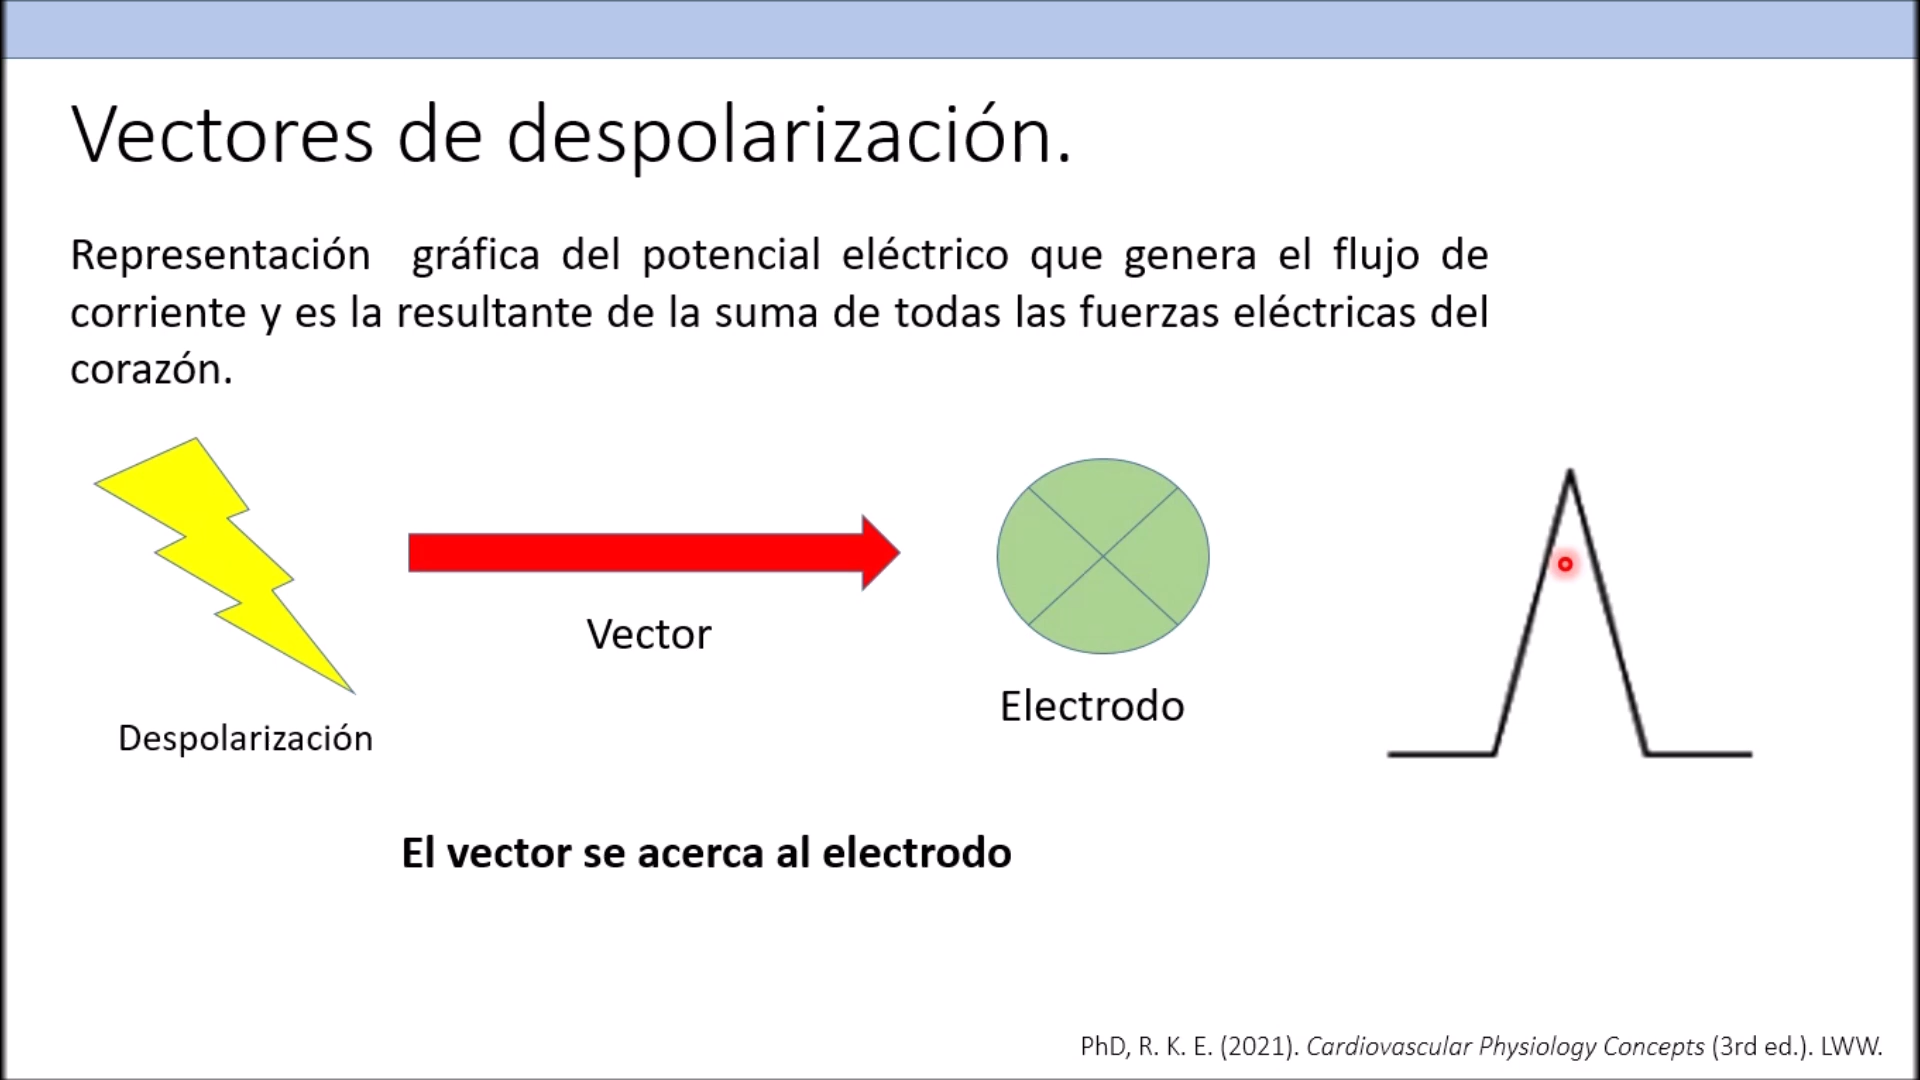 Vectores de despolarización.
Representación gráfica del potencial eléctrico que genera el flujo de
corriente y es la resultante de la suma de todas las fuerzas eléctricas del
corazón.
Vector
Electrodo
Despolarización
El vector se acerca al electrodo
PhD, R. K. E. (2021). Cardiovascular Physiology Concepts (3rd ed.). LWW.